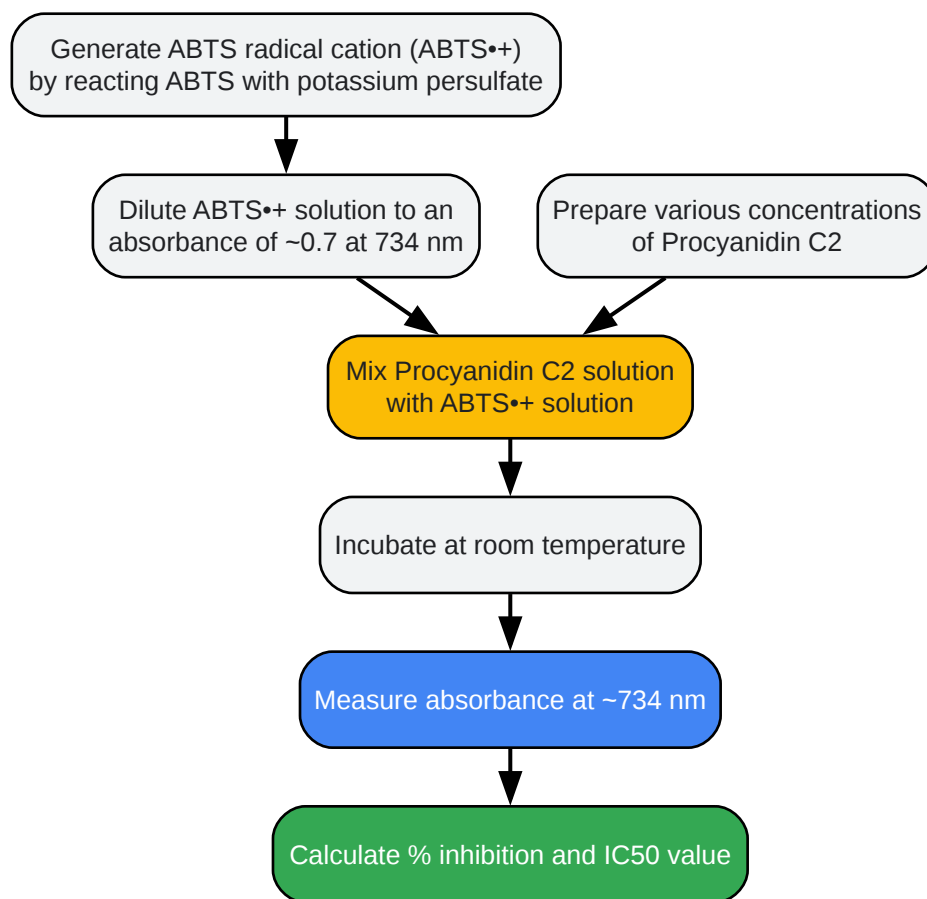 Generate ABTS radical cation (ABTS•+)
by reacting ABTS with potassium persulfate
Dilute ABTS•+ solution to an
absorbance of ~0.7 at 734 nm
Prepare various concentrations
of Procyanidin C2
Mix Procyanidin C2 solution
with ABTS•+ solution
Incubate at room temperature
Measure absorbance at ~734 nm
Calculate % inhibition and IC50 value